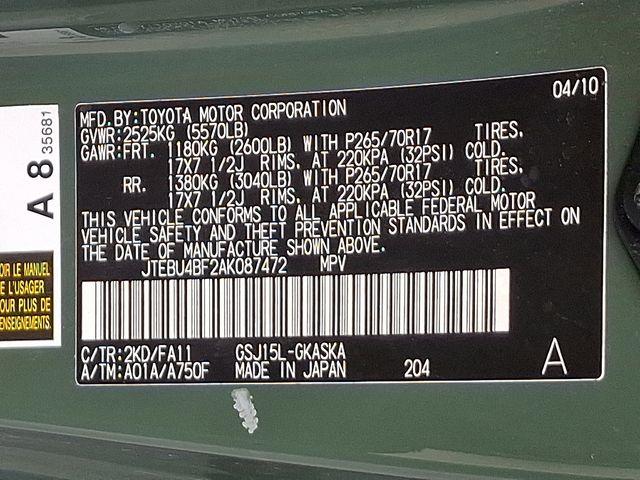 04/10
MFD. BY: TOYOTA MOTOR CORPORATION
GVWR: 2525KG (5570LB)
GAWR: FRT. 1180KG (2600LB) WITH P265/70R17 TIRES,
17X7 1/2J RIMS, AT 220KPA (32PSI) COLD.
RR. 1380KG (3040LB) WITH P265/70R17 TIRES,
17X7 1/2J RIMS, AT 220KPA (32PSI) COLD.
THIS VEHICLE CONFORMS TO ALL APPLICABLE FEDERAL MOTOR
VEHICLE SAFETY AND THEFT PREVENTION STANDARDS IN EFFECT ON
THE DATE OF MANUFACTURE SHOWN ABOVE.
JTEBU4BF2AK087472 MPV
C/TR: 2KD/FA11 GSJ15L-GKASKA
A/TM: A01A/A750F MADE IN JAPAN 204 A
A 8 35681
OIR LE MANUEL
E L'USAGER
OUR PLUS DE
ENSEIGNEMENTS.